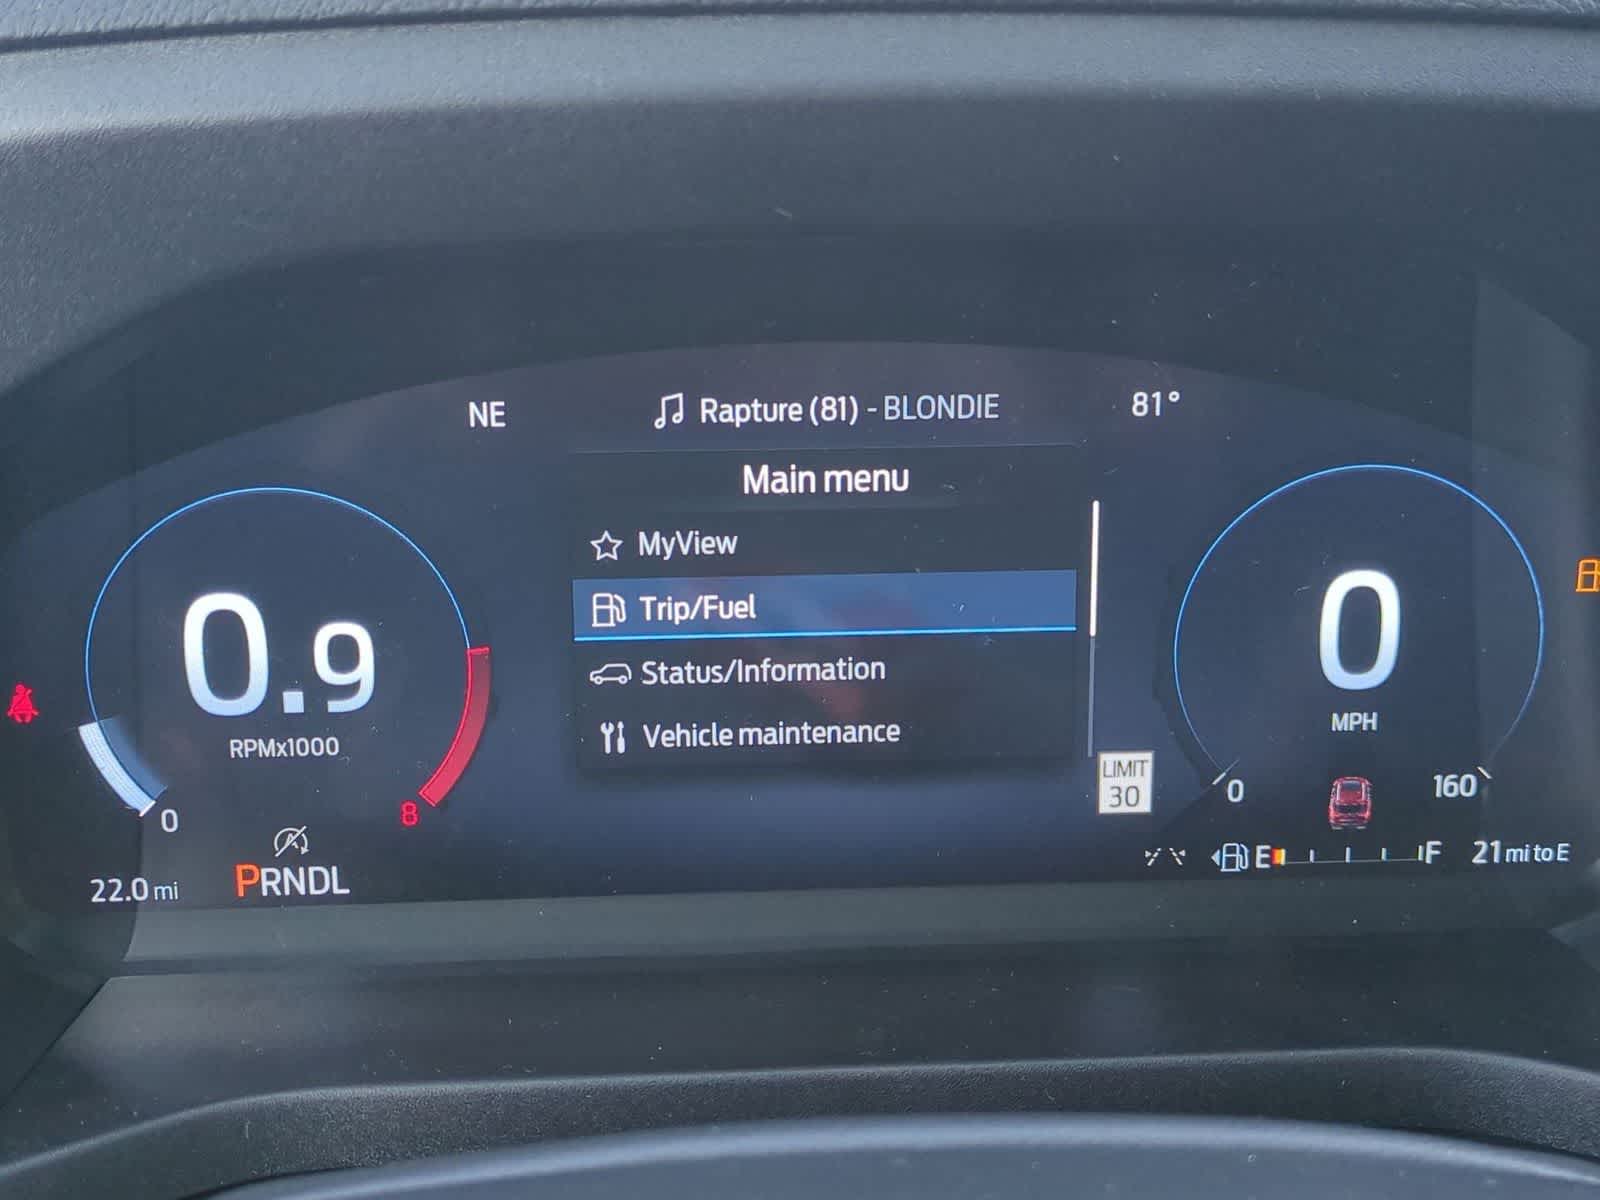 NE
Rapture (81) - BLONDIE
81°
Main menu
MyView
Trip/Fuel
Status/Information
Vehicle maintenance
0.9
RPMx1000
0
8
22.0 mi
PRNDL
LIMIT
30
0
MPH
0
160
E
F
21 mi to E